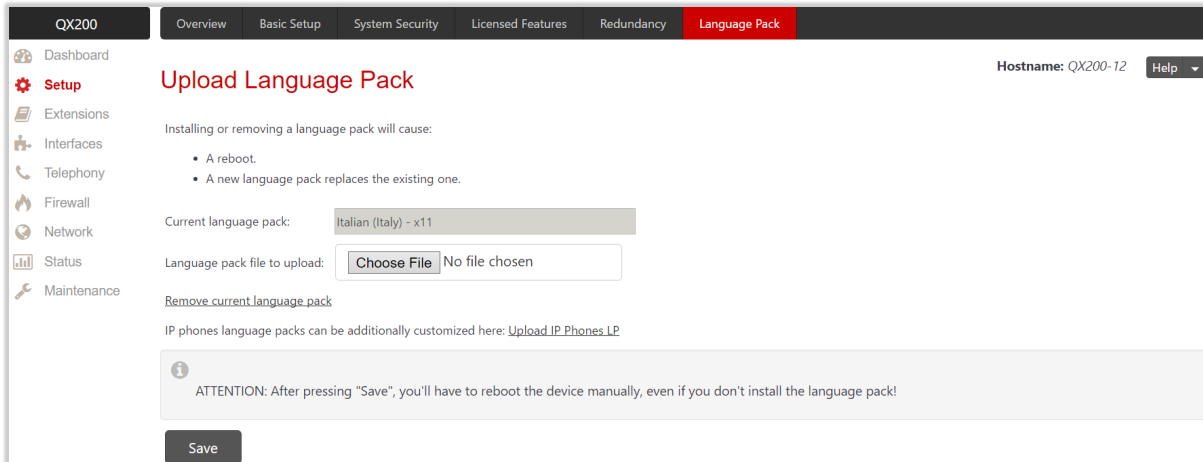 QX200
Overview Basic Setup System Security Licensed Features Redundancy Language Pack
Dashboard
Setup
Extensions
Interfaces
Telephony
Firewall
Network
Status
Maintenance
Hostname: QX200-12 Help
Upload Language Pack
Installing or removing a language pack will cause:
• A reboot.
• A new language pack replaces the existing one.
Current language pack: Italian (Italy) - x11
Language pack file to upload: Choose File No file chosen
Remove current language pack
IP phones language packs can be additionally customized here: Upload IP Phones LP
ATTENTION: After pressing "Save", you'll have to reboot the device manually, even if you don't install the language pack!
Save